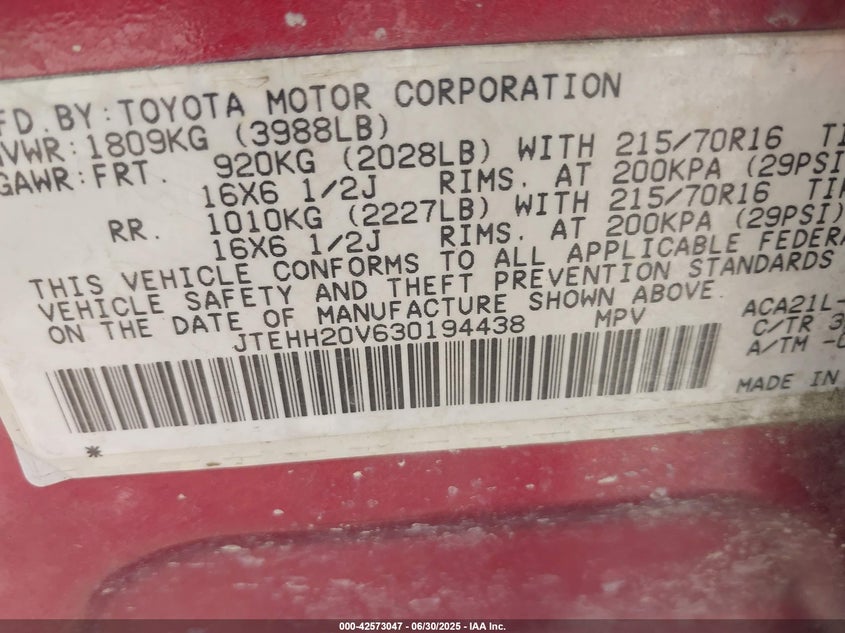 FD. BY: TOYOTA MOTOR CORPORATION
VWR: 1809KG (3988LB)
GAWR: FRT. 920KG (2028LB) WITH 215/70R16
16X6 1/2J RIMS. AT 200KPA (29PSI)
RR. 1010KG (2227LB) WITH 215/70R16
16X6 1/2J RIMS. AT 200KPA (29PSI)
THIS VEHICLE CONFORMS TO ALL APPLICABLE FEDERA
VEHICLE SAFETY AND THEFT PREVENTION STANDARDS
ON THE DATE OF MANUFACTURE SHOWN ABOVE.
JTEHH20V630194438 MPV
ACA21L-
C/TR 3
A/TM -0
MADE IN
*
000-42573047 - 06/30/2025 - IAA Inc.